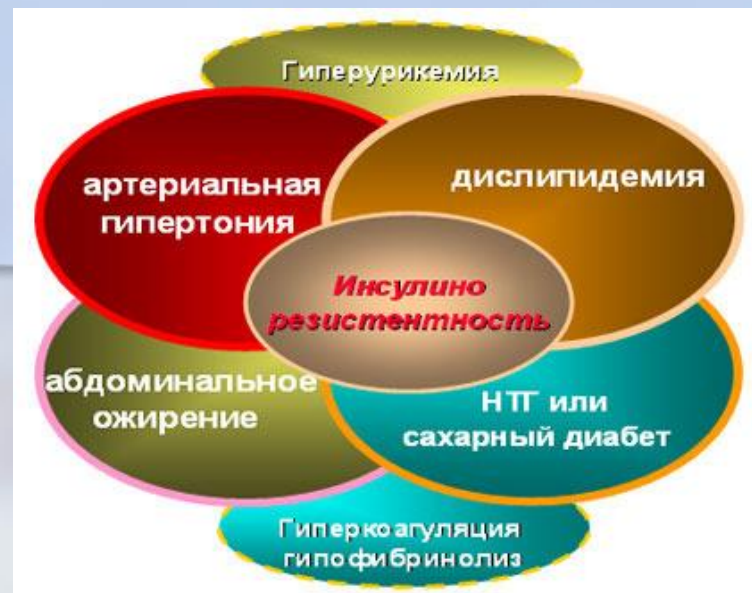 Гиперурикемия
артериальная
гипертония
дислипидемия
Инсулино
резистентность
абдоминальное
ожирение
НТГ или
сахарный диабет
Гиперкоагуляция
гипофибринолиз